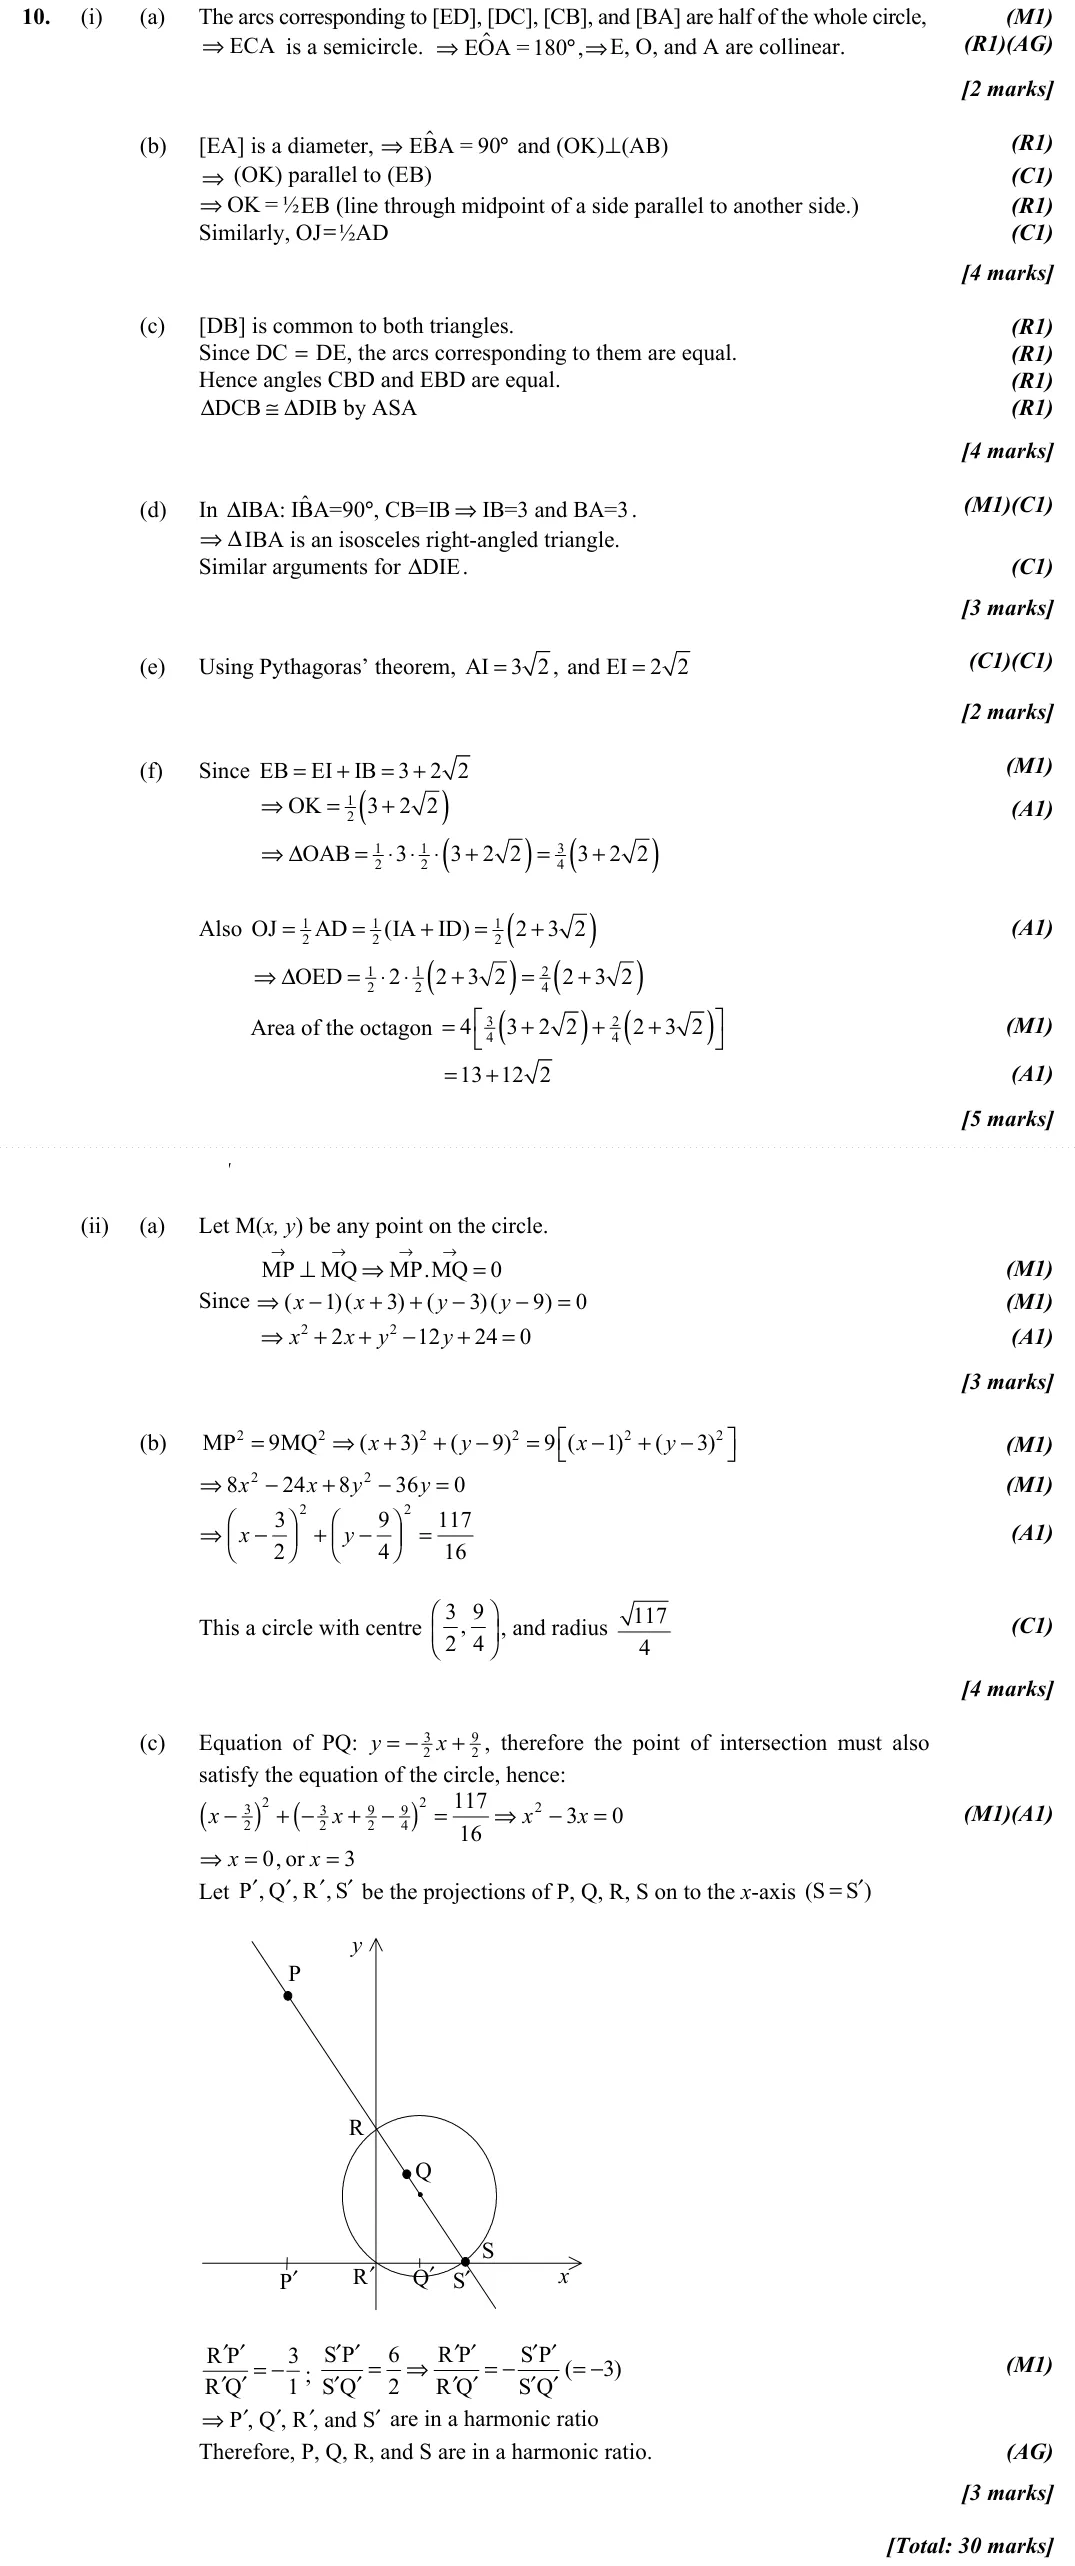 10. (i) (a) The arcs corresponding to [ED], [DC], [CB], and [BA] are half of the whole circle, (M1)
⇒ ECA is a semicircle. ⇒ EÔA = 180°, ⇒ E, O, and A are collinear. (R1)(AG)
[2 marks]
(b) [EA] is a diameter, ⇒ EB̂A = 90° and (OK)⊥(AB) (R1)
⇒ (OK) parallel to (EB) (C1)
⇒ OK = ½EB (line through midpoint of a side parallel to another side.) (R1)
Similarly, OJ=½AD (C1)
[4 marks]
(c) [DB] is common to both triangles. (R1)
Since DC = DE, the arcs corresponding to them are equal. (R1)
Hence angles CBD and EBD are equal. (R1)
ΔDCB ≅ ΔDIB by ASA (R1)
[4 marks]
(d) In ΔIBA: IB̂A=90°, CB=IB ⇒ IB=3 and BA=3. (M1)(C1)
⇒ ΔIBA is an isosceles right-angled triangle.
Similar arguments for ΔDIE. (C1)
[3 marks]
(e) Using Pythagoras’ theorem, AI = 3√2, and EI = 2√2 (C1)(C1)
[2 marks]
(f) Since EB = EI + IB = 3 + 2√2 (M1)
⇒ OK = ½(3 + 2√2) (A1)
⇒ ΔOAB = ½ · 3 · ½ · (3 + 2√2) = ¾(3 + 2√2)
Also OJ = ½AD = ½(IA + ID) = ½(2 + 3√2) (A1)
⇒ ΔOED = ½ · 2 · ½(2 + 3√2) = 2/4(2 + 3√2)
Area of the octagon = 4[¾(3 + 2√2) + 2/4(2 + 3√2)] (M1)
= 13 + 12√2 (A1)
[5 marks]
(ii) (a) Let M(x, y) be any point on the circle.
MP→ ⊥ MQ→ ⇒ MP→.MQ→ = 0 (M1)
Since ⇒ (x − 1)(x + 3) + (y − 3)(y − 9) = 0 (M1)
⇒ x² + 2x + y² − 12y + 24 = 0 (A1)
[3 marks]
(b) MP² = 9MQ² ⇒ (x + 3)² + (y − 9)² = 9[(x − 1)² + (y − 3)²] (M1)
⇒ 8x² − 24x + 8y² − 36y = 0 (M1)
⇒ (x − 3/2)² + (y − 9/4)² = 117/16 (A1)
This a circle with centre (3/2, 9/4), and radius √117/4 (C1)
[4 marks]
(c) Equation of PQ: y = −3/2 x + 9/2, therefore the point of intersection must also
satisfy the equation of the circle, hence:
(x − 3/2)² + (−3/2 x + 9/2 − 9/4)² = 117/16 ⇒ x² − 3x = 0 (M1)(A1)
⇒ x = 0, or x = 3
Let P′, Q′, R′, S′ be the projections of P, Q, R, S on to the x-axis (S = S′)
y
P
R
Q
S
P′ R′ Q′ S′ x
R′P′/R′Q′ = −3/1; S′P′/S′Q′ = 6/2 ⇒ R′P′/R′Q′ = −S′P′/S′Q′ (= −3) (M1)
⇒ P′, Q′, R′, and S′ are in a harmonic ratio
Therefore, P, Q, R, and S are in a harmonic ratio. (AG)
[3 marks]
[Total: 30 marks]